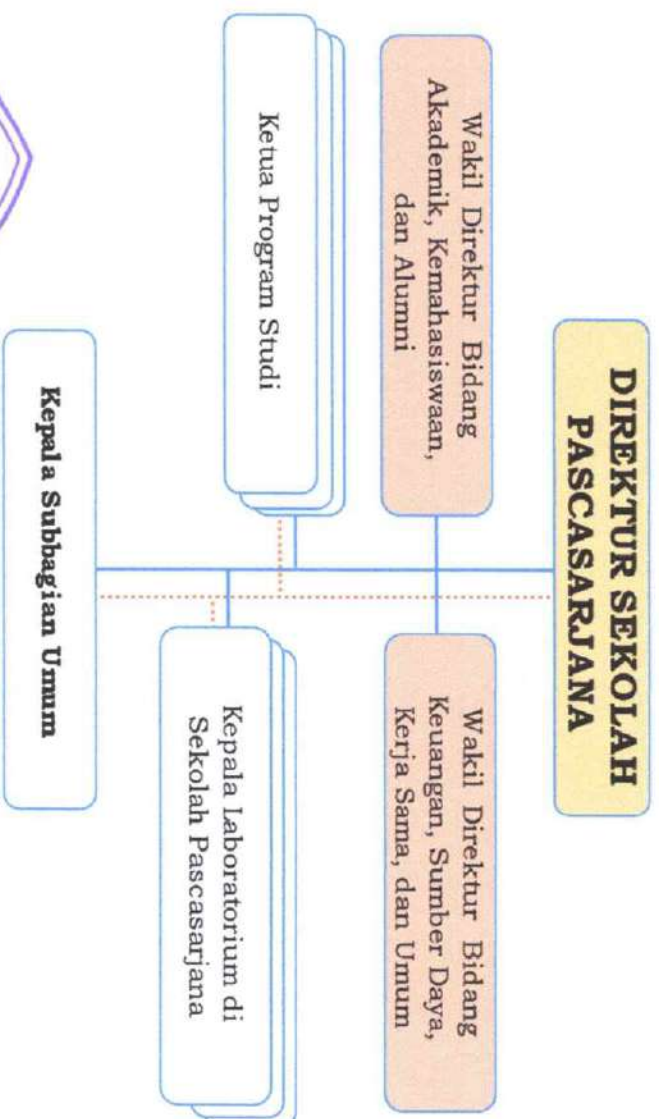 DIREKTUR SEKOLAH
PASCASARJANA
Wakil Direktur Bidang
Akademik, Kemahasiswaan,
dan Alumni
Wakil Direktur Bidang
Keuangan, Sumber Daya,
Kerja Sama, dan Umum
Ketua Program Studi
Kepala Laboratorium di
Sekolah Pascasarjana
Kepala Subbagian Umum